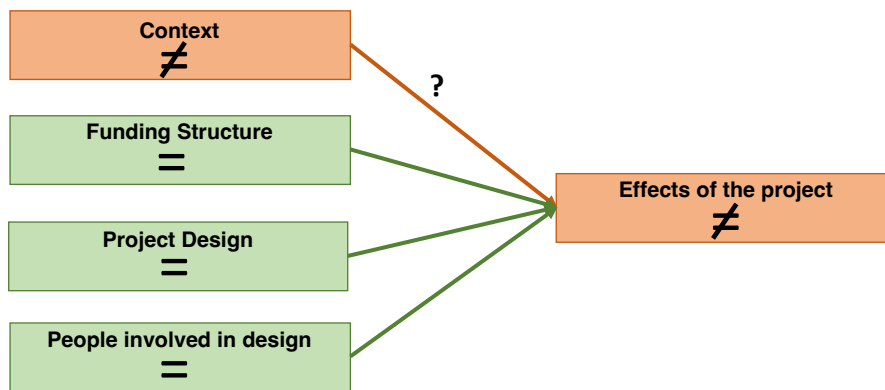 Context
≠
?
Funding Structure
=
Effects of the project
≠
Project Design
=
People involved in design
=